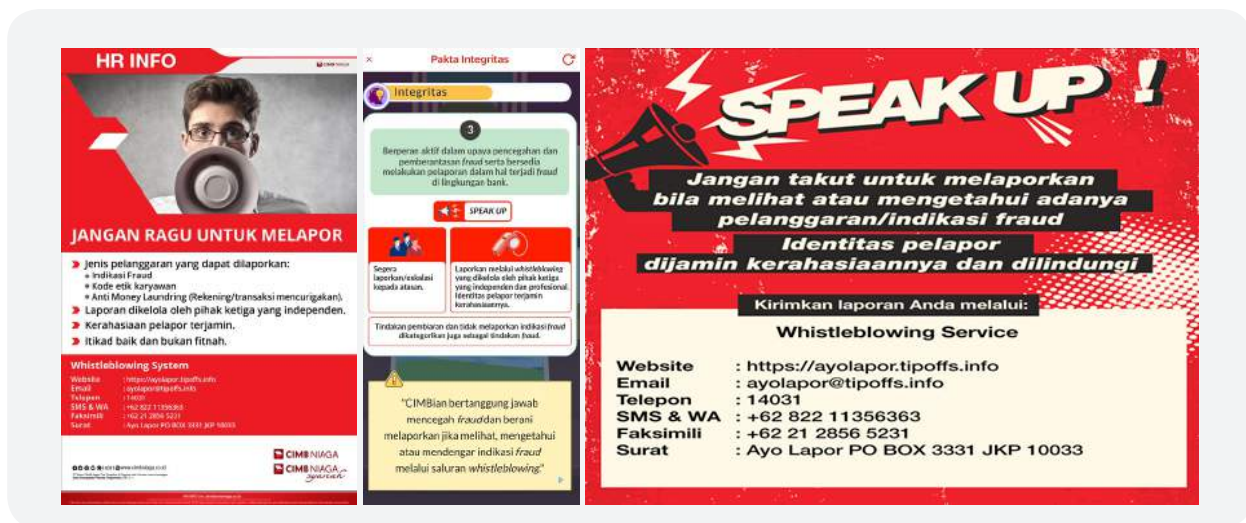 HR INFO
CIMB NIAGA
JANGAN RAGU UNTUK MELAPOR
Jenis pelanggaran yang dapat dilaporkan:
Indikasi Fraud
Kode etik karyawan
Anti Money Laundring (Rekening/transaksi mencurigakan).
Laporan dikelola oleh pihak ketiga yang independen.
Kerahasiaan pelapor terjamin.
Itikad baik dan bukan fitnah.
Whistleblowing System
Website : https://ayolapor.tipoffs.info
Email : ayolapor@tipoffs.info
Telepon : 14031
SMS & WA : +62 822 11356363
Faksimili : +62 21 2856 5231
Surat : Ayo Lapor PO BOX 3331 JKP 10033
CIMB NIAGA
CIMB NIAGA
syariah
× Pakta Integritas
Integritas
3
Berperan aktif dalam upaya pencegahan dan
pemberantasan fraud serta bersedia
melakukan pelaporan dalam hal terjadi fraud
di lingkungan bank.
SPEAK UP
Segera
laporkan/eskalasi
kepada atasan.
Laporkan melalui whistleblowing
yang dikelola oleh pihak ketiga
yang independen dan profesional.
Identitas pelapor terjamin
kerahasiaannya.
Tindakan pembiaran dan tidak melaporkan indikasi fraud
dikategorikan juga sebagai tindakan fraud.
"CIMBian bertanggung jawab
mencegah fraud dan berani
melaporkan jika melihat, mengetahui
atau mendengar indikasi fraud
melalui saluran whistleblowing."
SPEAK UP !
Jangan takut untuk melaporkan
bila melihat atau mengetahui adanya
pelanggaran/indikasi fraud
Identitas pelapor
dijamin kerahasiaannya dan dilindungi
Kirimkan laporan Anda melalui:
Whistleblowing Service
Website : https://ayolapor.tipoffs.info
Email : ayolapor@tipoffs.info
Telepon : 14031
SMS & WA : +62 822 11356363
Faksimili : +62 21 2856 5231
Surat : Ayo Lapor PO BOX 3331 JKP 10033